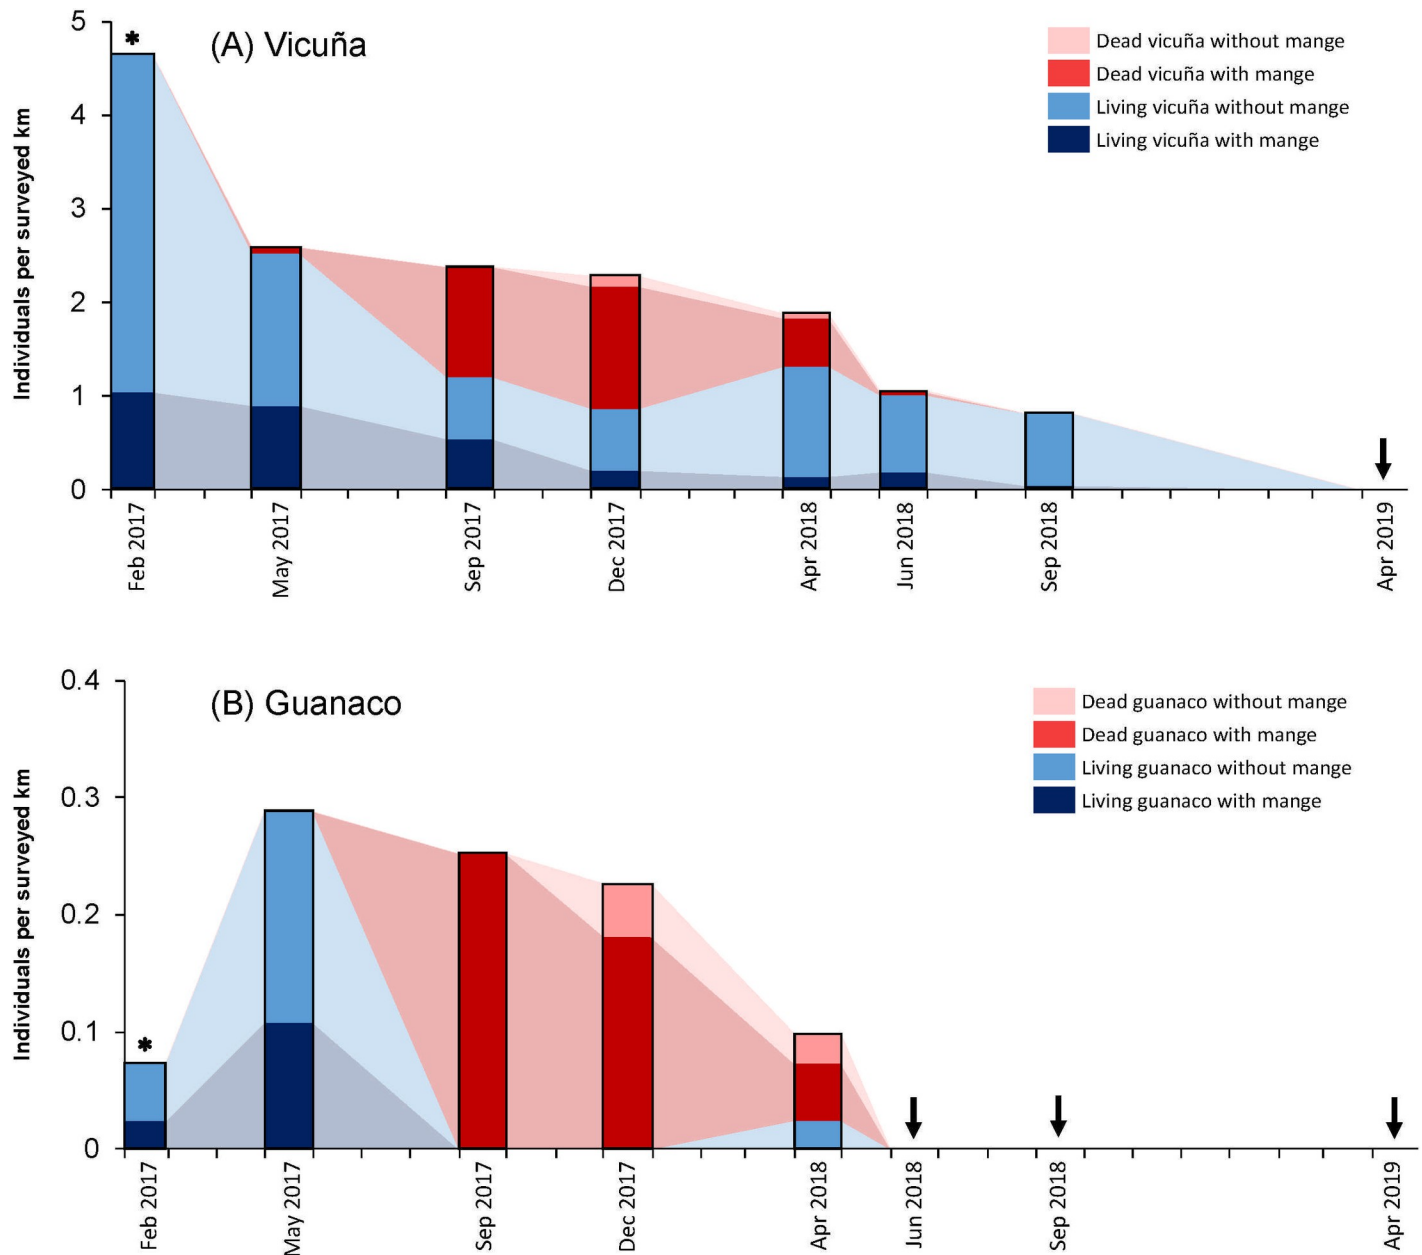 (A) Vicuña
*
Dead vicuña without mange
Dead vicuña with mange
Living vicuña without mange
Living vicuña with mange
Individuals per surveyed km
5
4
3
2
1
0
Feb 2017
May 2017
Sep 2017
Dec 2017
Apr 2018
Jun 2018
Sep 2018
Apr 2019
(B) Guanaco
*
Dead guanaco without mange
Dead guanaco with mange
Living guanaco without mange
Living guanaco with mange
Individuals per surveyed km
0.4
0.3
0.2
0.1
0
Feb 2017
May 2017
Sep 2017
Dec 2017
Apr 2018
Jun 2018
Sep 2018
Apr 2019